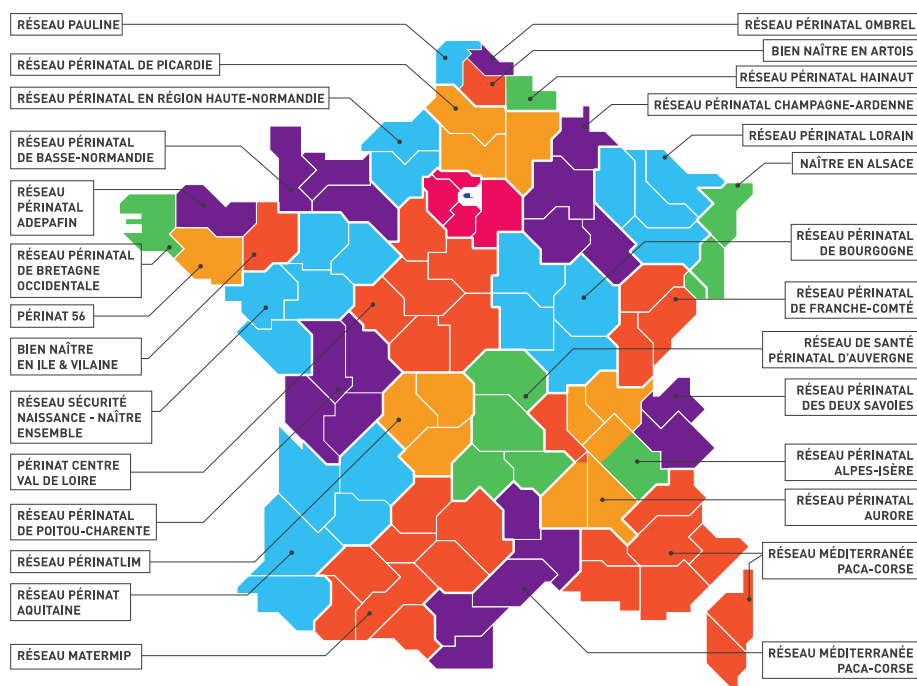 RÉSEAU PAULINE
RÉSEAU PÉRINATAL DE PICARDIE
RÉSEAU PÉRINATAL EN RÉGION HAUTE-NORMANDIE
RÉSEAU PÉRINATAL
DE BASSE-NORMANDIE
RÉSEAU
PÉRINATAL
ADEPAFIN
RÉSEAU PÉRINATAL
DE BRETAGNE
OCCIDENTALE
PÉRINAT 56
BIEN NAÎTRE
EN ILE & VILAINE
RÉSEAU SÉCURITÉ
NAISSANCE - NAÎTRE
ENSEMBLE
PÉRINAT CENTRE
VAL DE LOIRE
RÉSEAU PÉRINATAL
DE POITOU-CHARENTE
RÉSEAU PÉRINATLIM
RÉSEAU PÉRINAT
AQUITAINE
RÉSEAU MATERMIP
RÉSEAU PÉRINATAL OMBREL
BIEN NAÎTRE EN ARTOIS
RÉSEAU PÉRINATAL HAINAUT
RÉSEAU PÉRINATAL CHAMPAGNE-ARDENNE
RÉSEAU PÉRINATAL LORAIN
NAÎTRE EN ALSACE
RÉSEAU PÉRINATAL
DE BOURGOGNE
RÉSEAU PÉRINATAL
DE FRANCHE-COMTÉ
RÉSEAU DE SANTÉ
PÉRINATAL D'AUVERGNE
RÉSEAU PÉRINATAL
DES DEUX SAVOIES
RÉSEAU PÉRINATAL
ALPES-ISÈRE
RÉSEAU PÉRINATAL
AURORE
RÉSEAU MÉDITERRANÉE
PACA-CORSE
RÉSEAU MÉDITERRANÉE
PACA-CORSE